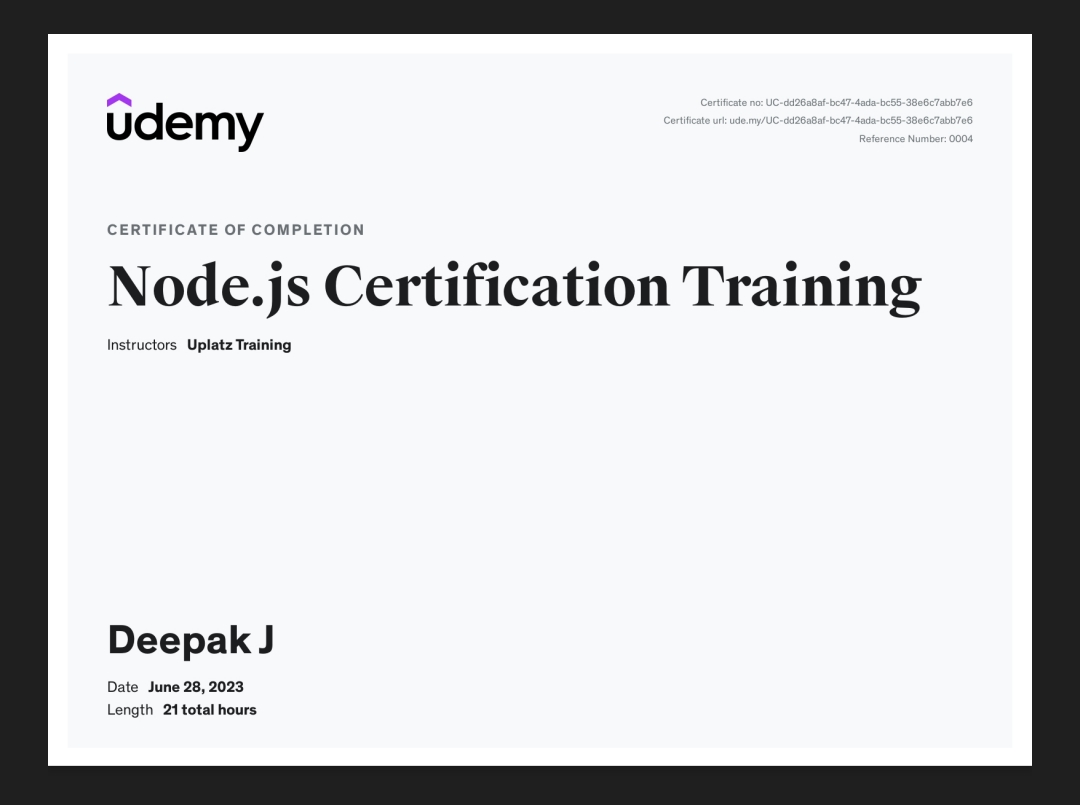 udemy
Certificate no: UC-dd26a8af-bc47-4ada-bc55-38e6c7abb7e6
Certificate url: ude.my/UC-dd26a8af-bc47-4ada-bc55-38e6c7abb7e6
Reference Number: 0004
CERTIFICATE OF COMPLETION
Node.js Certification Training
Instructors Uplatz Training
Deepak J
Date June 28, 2023
Length 21 total hours